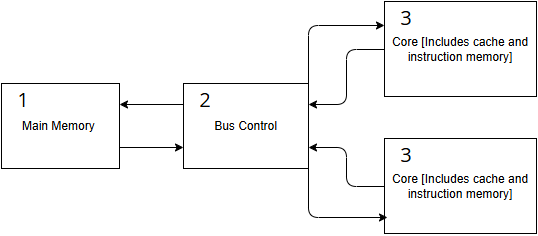 1
Main Memory
2
Bus Control
3
Core [Includes cache and
instruction memory]
3
Core [Includes cache and
instruction memory]